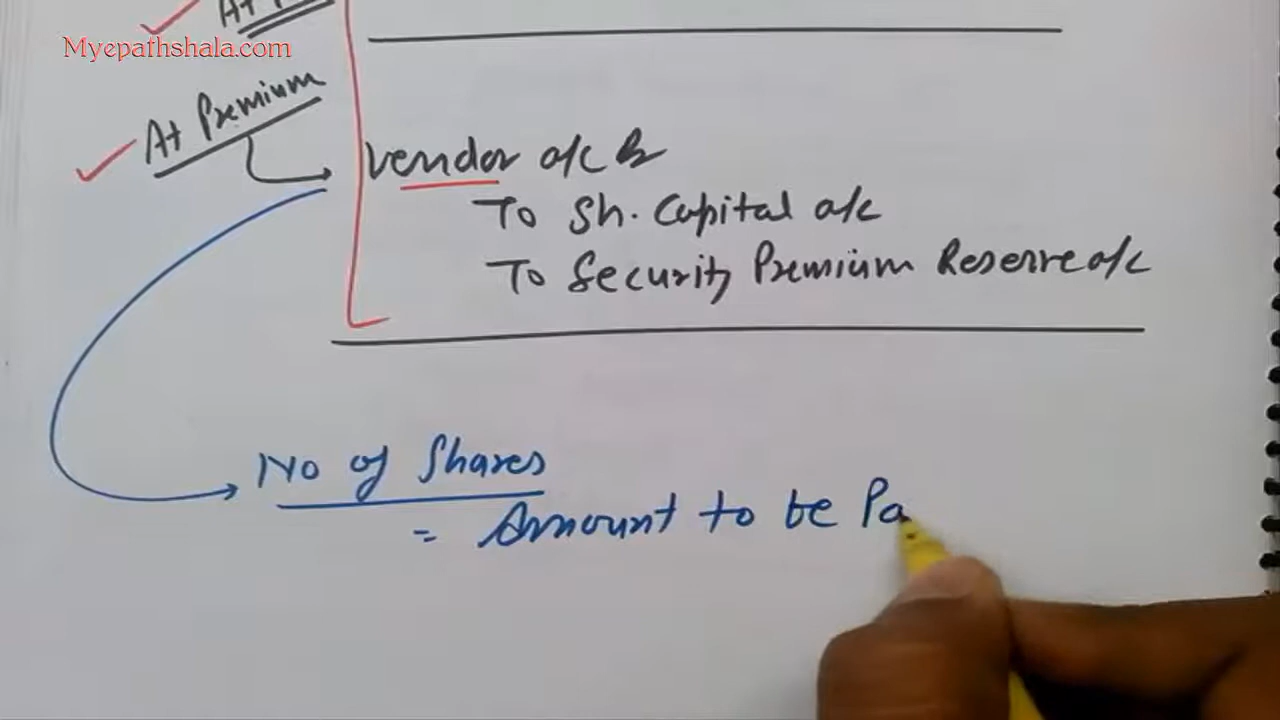 At
Myepathshala.com
At Premium
Vendor a/c Dr
To Sh. Capital a/c
To Security Premium Reserve a/c
No of Shares
= Amount to be Pa